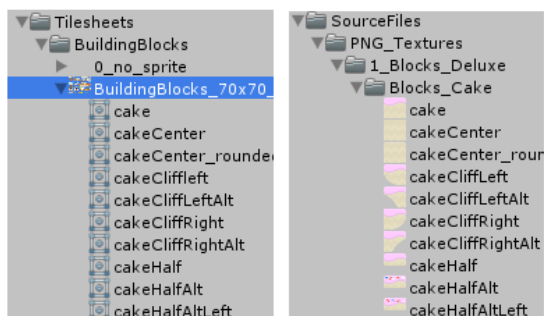 Tilesheets
BuildingBlocks
0_no_sprite
BuildingBlocks_70x70_
cake
cakeCenter
cakeCenter_rounde
cakeCliffleft
cakeCliffLeftAlt
cakeCliffRight
cakeCliffRightAlt
cakeHalf
cakeHalfAlt
cakeHalfAltLeft
SourceFiles
PNG_Textures
1_Blocks_Deluxe
Blocks_Cake
cake
cakeCenter
cakeCenter_roun
cakeCliffLeft
cakeCliffLeftAlt
cakeCliffRight
cakeCliffRightAlt
cakeHalf
cakeHalfAlt
cakeHalfAltLeft